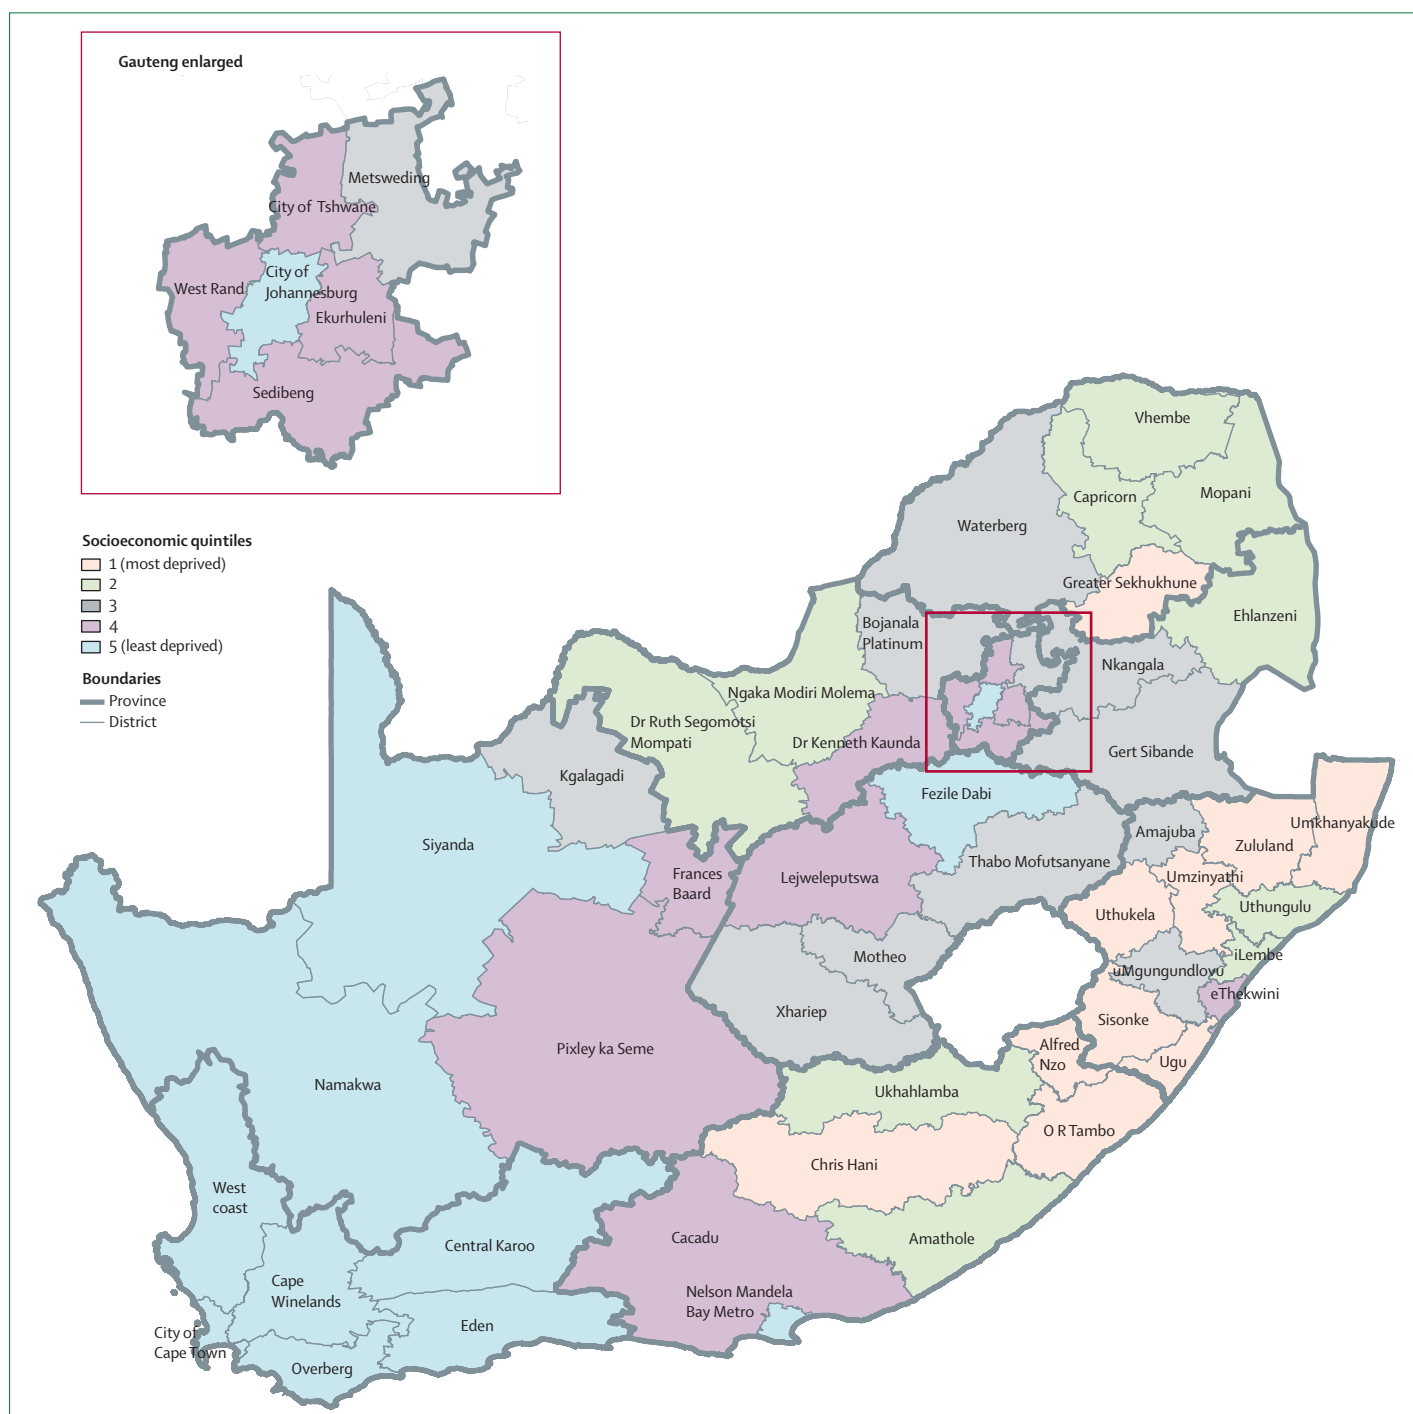 Gauteng enlarged
Metsweding
City of Tshwane
City of
Johannesburg
West Rand
Ekurhuleni
Sedibeng
Socioeconomic quintiles
1 (most deprived)
2
3
4
5 (least deprived)
Boundaries
Province
District
Vhembe
Capricorn
Mopani
Waterberg
Greater Sekhukhune
Ehlanzeni
Bojanala
Platinum
Nkangala
Ngaka Modiri Molema
Dr Ruth Segomotsi
Mompati
Dr Kenneth Kaunda
Gert Sibande
Kgalagadi
Fezile Dabi
Umkhanyakude
Amajuba
Zululand
Siyanda
Thabo Mofutsanyane
Umzinyathi
Frances
Baard
Lejweleputswa
Uthungulu
Uthukela
Motheo
iLembe
uMgungundlovu
eThekwini
Xhariep
Sisonke
Pixley ka Seme
Alfred
Nzo
Ugu
Namakwa
Ukhahlamba
O R Tambo
Chris Hani
West
coast
Cacadu
Amathole
Central Karoo
Cape
Winelands
Nelson Mandela
Bay Metro
Eden
City of
Cape Town
Overberg